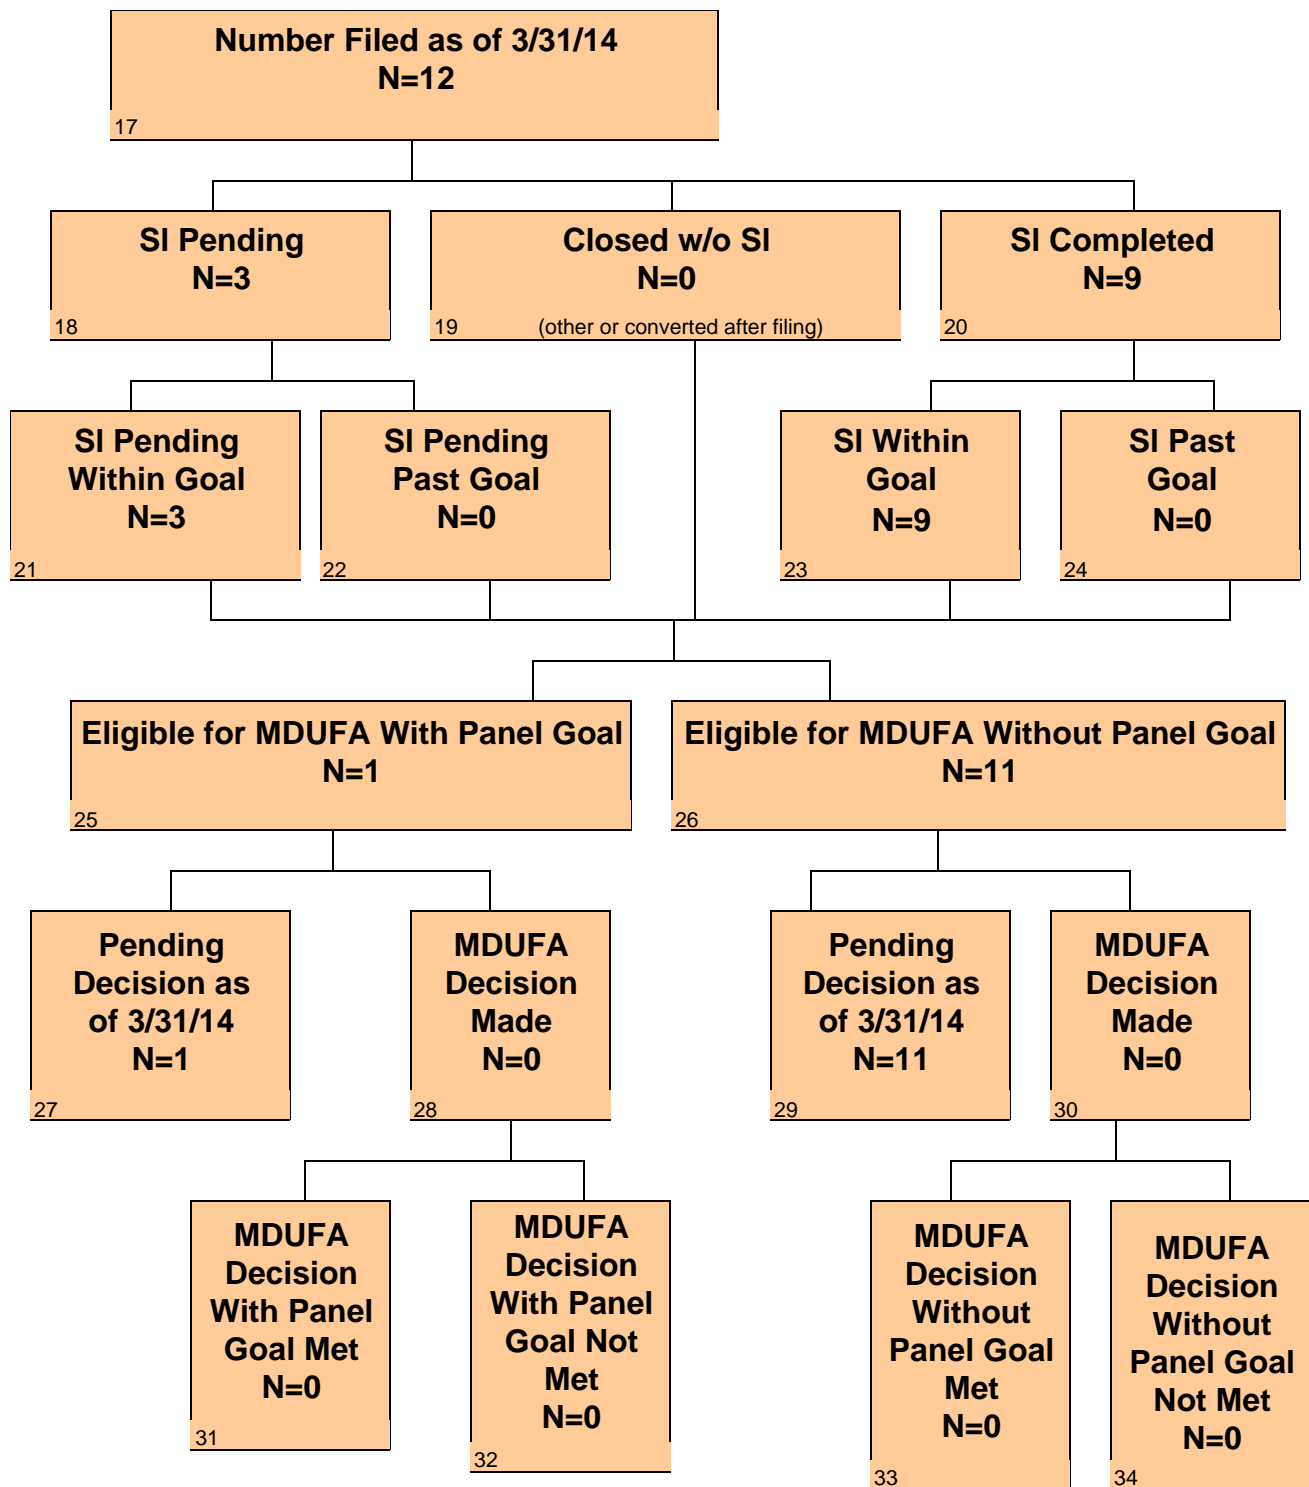 Number Filed as of 3/31/14
N=12
17
SI Pending
N=3
18
Closed w/o SI
N=0
19 (other or converted after filing)
SI Completed
N=9
20
SI Pending
Within Goal
N=3
21
SI Pending
Past Goal
N=0
22
SI Within
Goal
N=9
23
SI Past
Goal
N=0
24
Eligible for MDUFA With Panel Goal
N=1
25
Eligible for MDUFA Without Panel Goal
N=11
26
Pending
Decision as
of 3/31/14
N=1
27
MDUFA
Decision
Made
N=0
28
Pending
Decision as
of 3/31/14
N=11
29
MDUFA
Decision
Made
N=0
30
MDUFA
Decision
With Panel
Goal Met
N=0
31
MDUFA
Decision
With Panel
Goal Not
Met
N=0
32
MDUFA
Decision
Without
Panel Goal
Met
N=0
33
MDUFA
Decision
Without
Panel Goal
Not Met
N=0
34